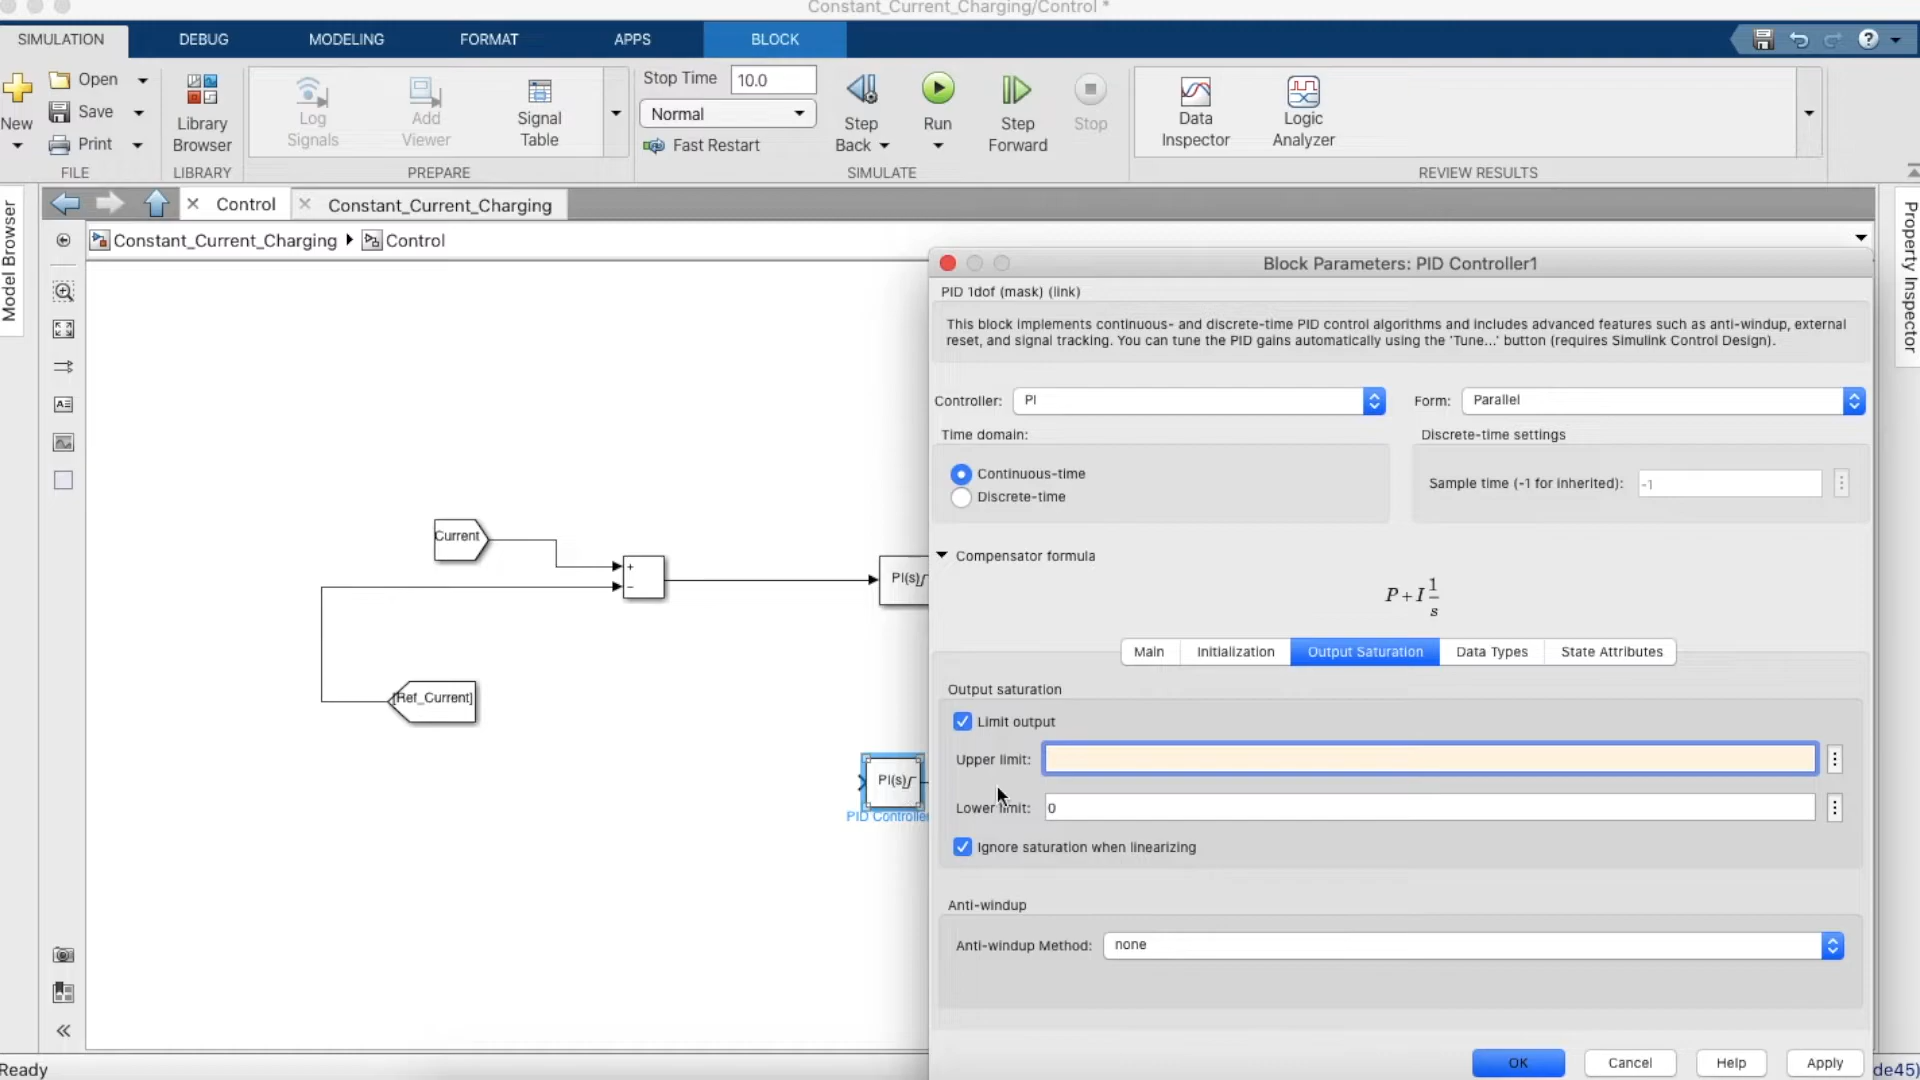 Constant_Current_Charging/Control *
SIMULATION DEBUG MODELING FORMAT APPS BLOCK
New
Open
Save
Print
FILE
Library Browser
LIBRARY
Log Signals
Add Viewer
Signal Table
PREPARE
Stop Time 10.0
Normal
Fast Restart
Step Back
Run
Step Forward
Stop
SIMULATE
Data Inspector
Logic Analyzer
REVIEW RESULTS
Control
Constant_Current_Charging
Constant_Current_Charging Control
Model Browser
Property Inspector
Current
+
−
PI(s)
[Ref_Current]
PI(s)
PID Controller
Block Parameters: PID Controller1
PID 1dof (mask) (link)
This block implements continuous- and discrete-time PID control algorithms and includes advanced features such as anti-windup, external
reset, and signal tracking. You can tune the PID gains automatically using the 'Tune...' button (requires Simulink Control Design).
Controller: PI Form: Parallel
Time domain: Discrete-time settings
Continuous-time
Discrete-time
Sample time (-1 for inherited): -1
Compensator formula
P + I 1/s
Main Initialization Output Saturation Data Types State Attributes
Output saturation
Limit output
Upper limit:
Lower limit: 0
Ignore saturation when linearizing
Anti-windup
Anti-windup Method: none
OK Cancel Help Apply
Ready
de45)